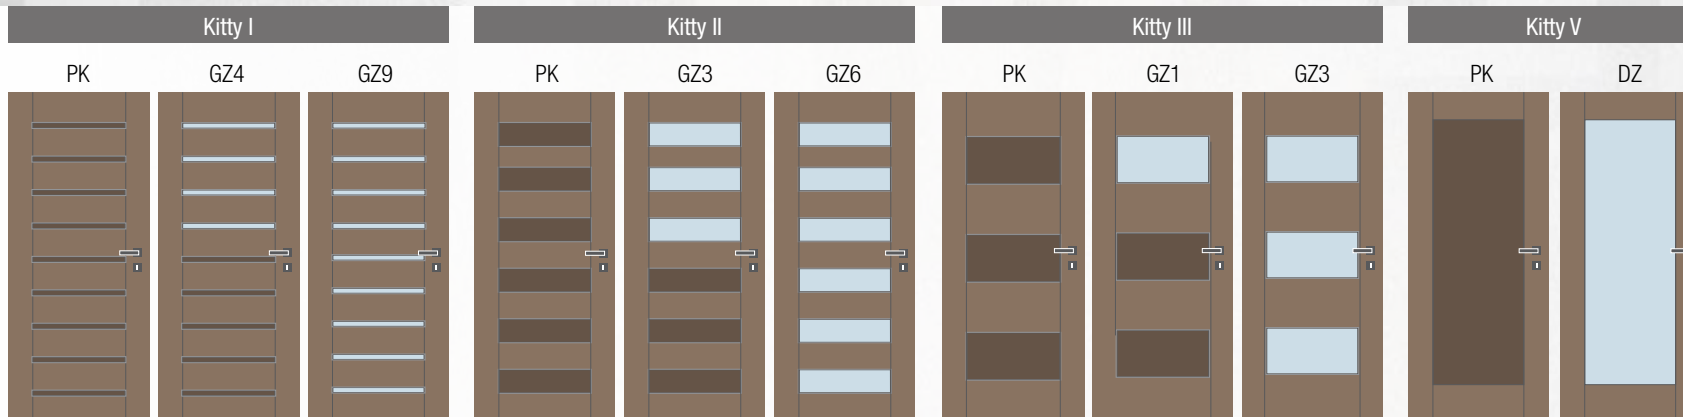 Kitty I
Kitty II
Kitty III
Kitty V
PK
GZ4
GZ9
PK
GZ3
GZ6
PK
GZ1
GZ3
PK
DZ